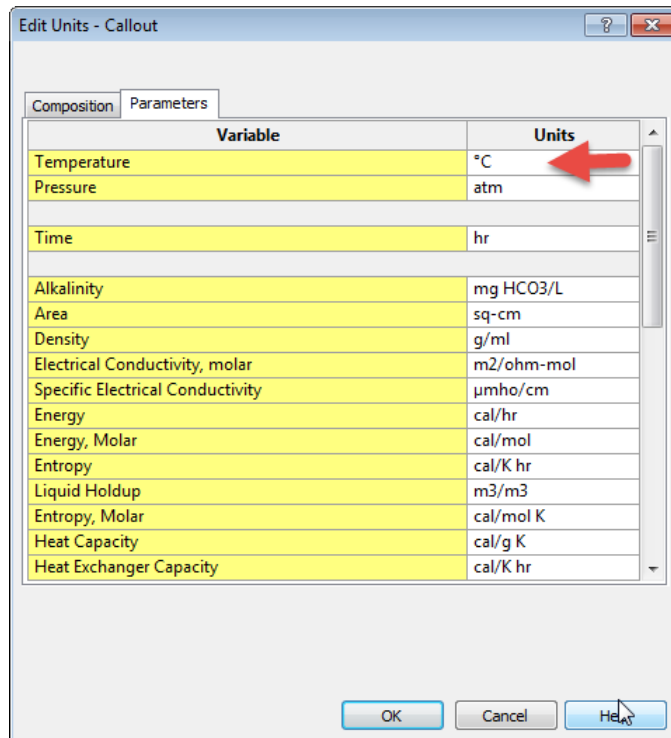 Edit Units - Callout
?
Composition Parameters
Variable Units
Temperature °C
Pressure atm
Time hr
Alkalinity mg HCO3/L
Area sq-cm
Density g/ml
Electrical Conductivity, molar m2/ohm-mol
Specific Electrical Conductivity µmho/cm
Energy cal/hr
Energy, Molar cal/mol
Entropy cal/K hr
Liquid Holdup m3/m3
Entropy, Molar cal/mol K
Heat Capacity cal/g K
Heat Exchanger Capacity cal/K hr
OK Cancel Help